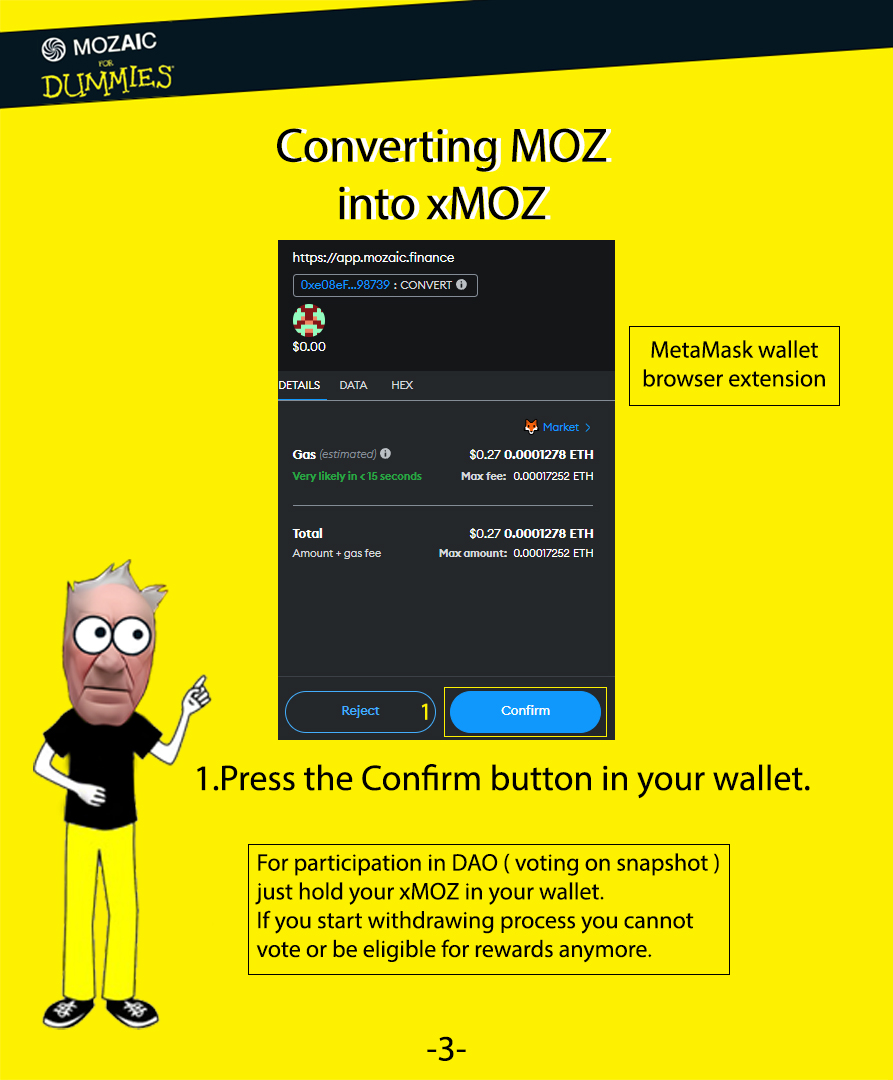 MOZAIC
FOR
DUMMIES
Converting MOZ
into xMOZ
https://app.mozaic.finance
0xe08eF...98739 : CONVERT
$0.00
MetaMask wallet
browser extension
DETAILS DATA HEX
Market >
Gas (estimated) $0.27 0.0001278 ETH
Very likely in < 15 seconds Max fee: 0.00017252 ETH
Total $0.27 0.0001278 ETH
Amount + gas fee Max amount: 0.00017252 ETH
Reject 1 Confirm
1.Press the Confirm button in your wallet.
For participation in DAO ( voting on snapshot )
just hold your xMOZ in your wallet.
If you start withdrawing process you cannot
vote or be eligible for rewards anymore.
-3-